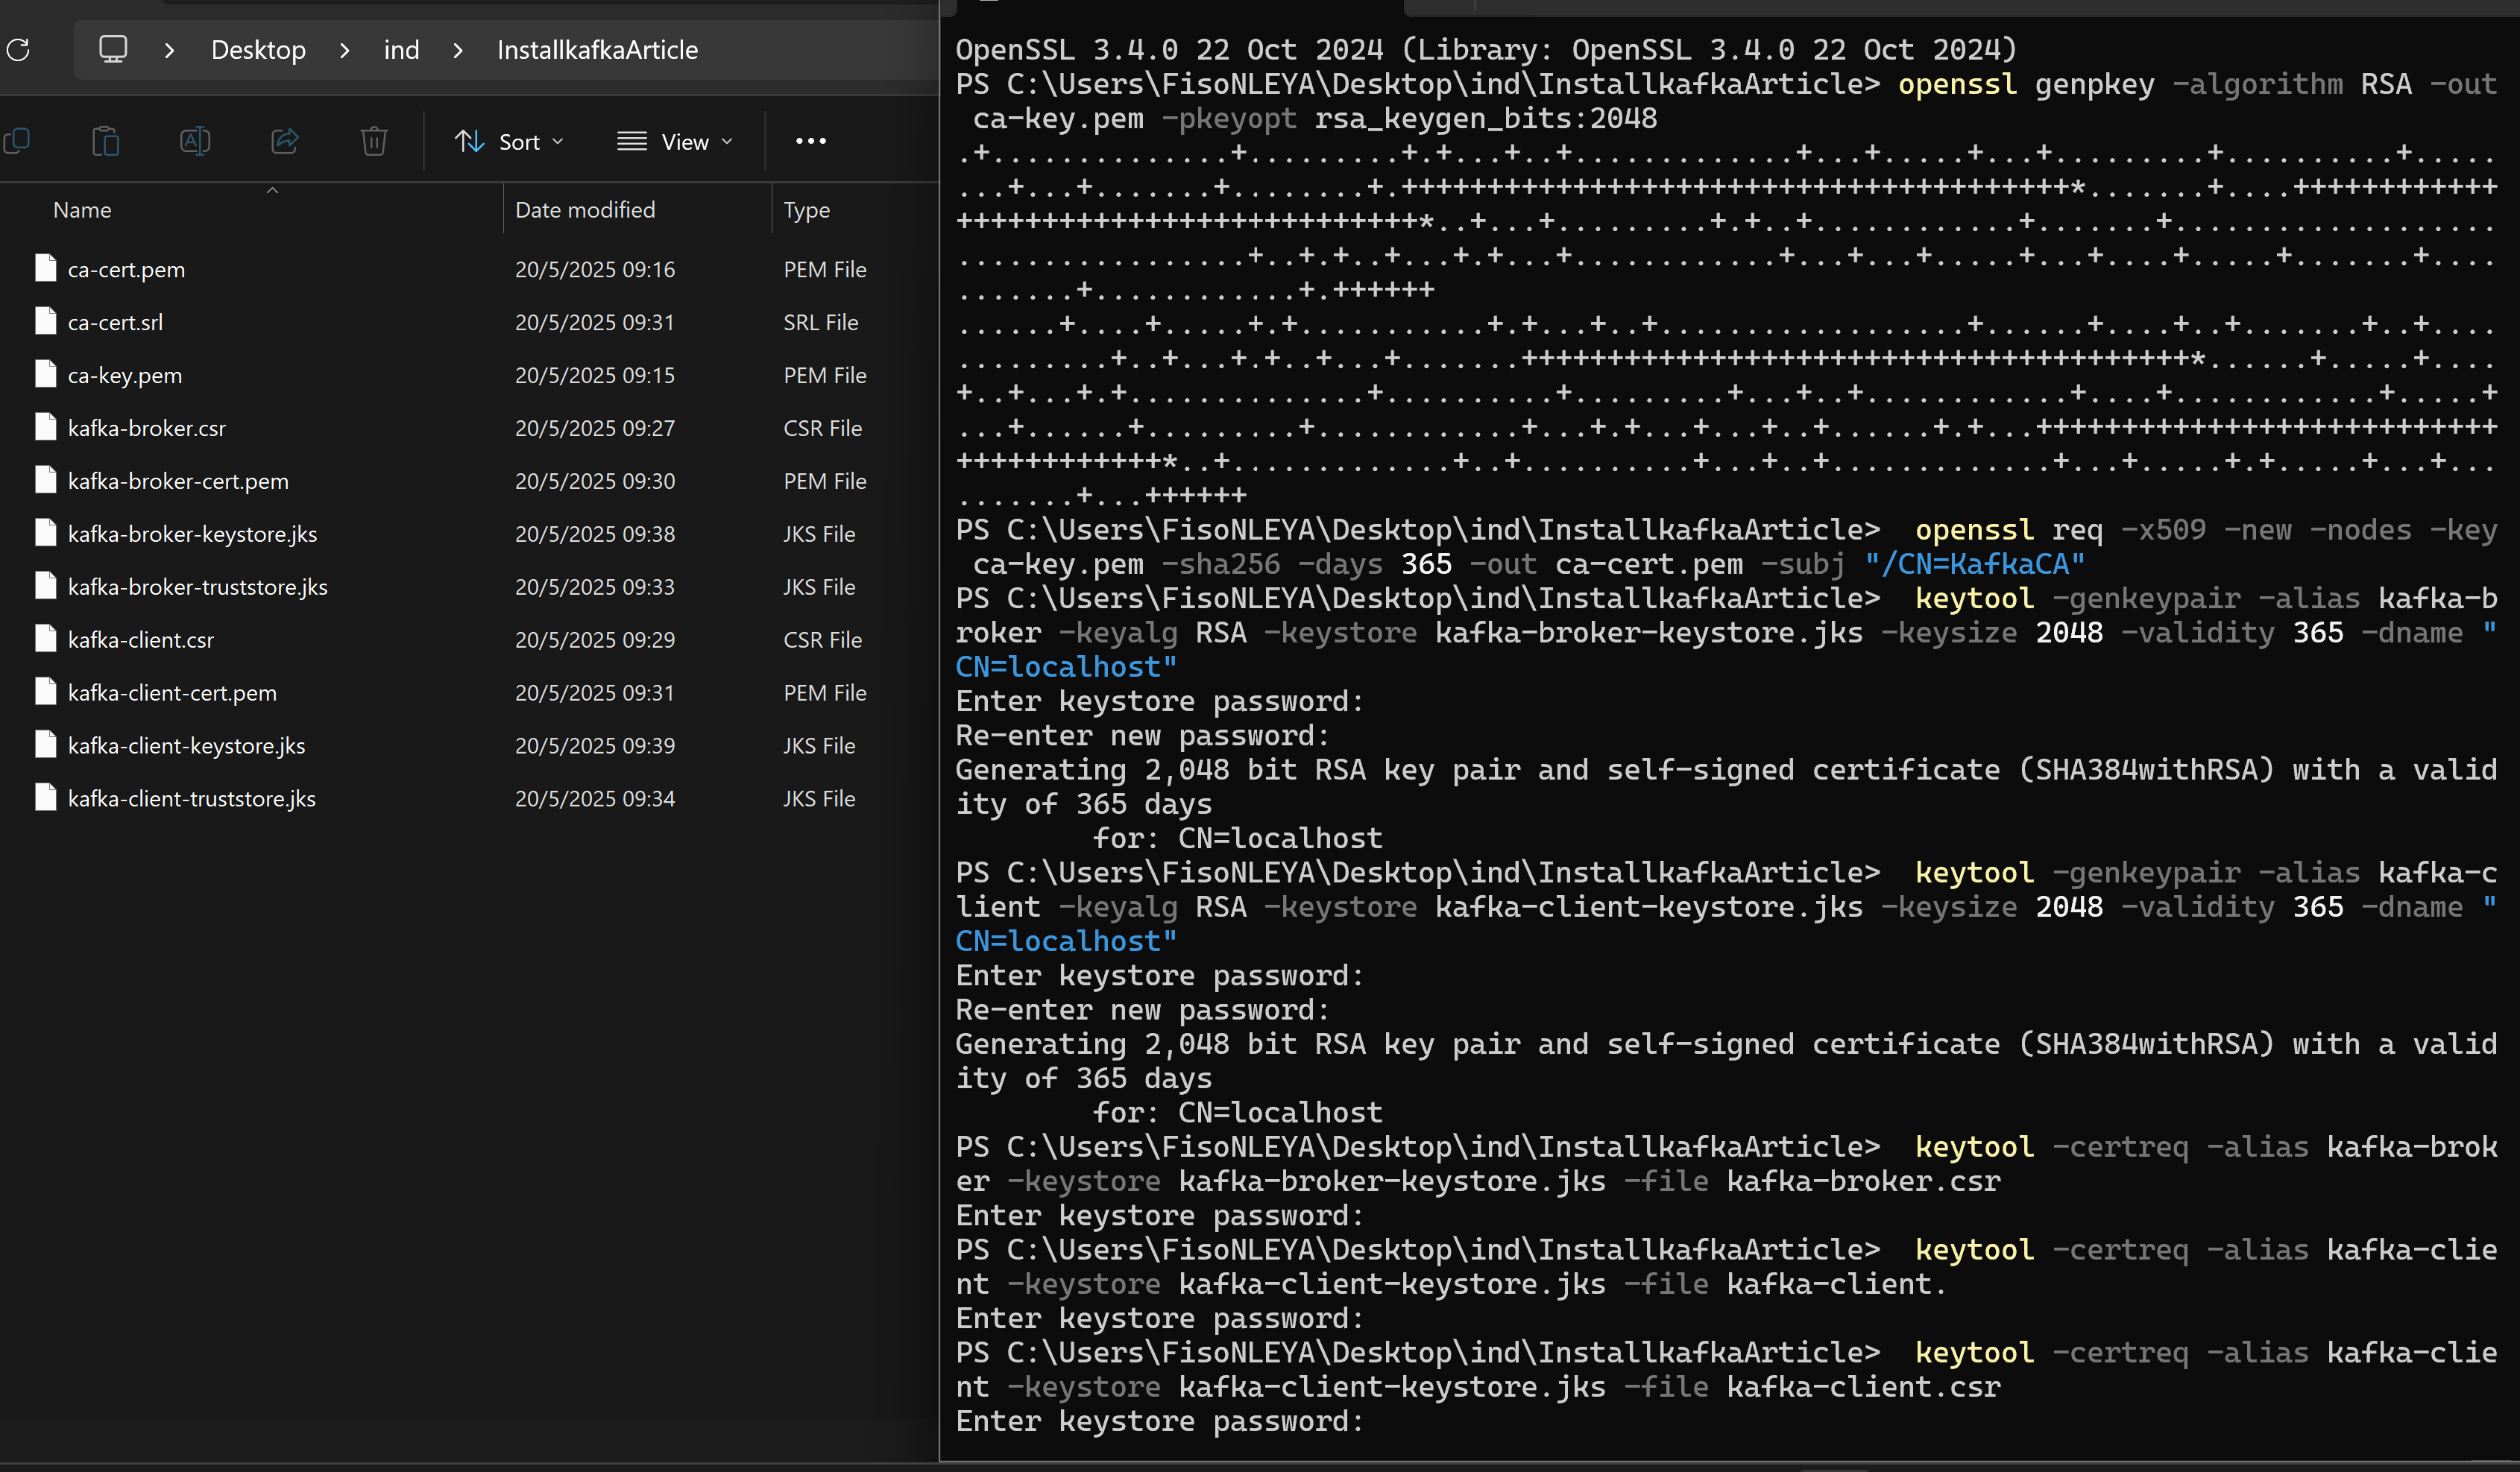 Desktop > ind > InstallkafkaArticle
Sort View
Name Date modified Type
ca-cert.pem 20/5/2025 09:16 PEM File
ca-cert.srl 20/5/2025 09:31 SRL File
ca-key.pem 20/5/2025 09:15 PEM File
kafka-broker.csr 20/5/2025 09:27 CSR File
kafka-broker-cert.pem 20/5/2025 09:30 PEM File
kafka-broker-keystore.jks 20/5/2025 09:38 JKS File
kafka-broker-truststore.jks 20/5/2025 09:33 JKS File
kafka-client.csr 20/5/2025 09:29 CSR File
kafka-client-cert.pem 20/5/2025 09:31 PEM File
kafka-client-keystore.jks 20/5/2025 09:39 JKS File
kafka-client-truststore.jks 20/5/2025 09:34 JKS File
OpenSSL 3.4.0 22 Oct 2024 (Library: OpenSSL 3.4.0 22 Oct 2024)
PS C:\Users\FisoNLEYA\Desktop\ind\InstallkafkaArticle> openssl genpkey -algorithm RSA -out
ca-key.pem -pkeyopt rsa_keygen_bits:2048
PS C:\Users\FisoNLEYA\Desktop\ind\InstallkafkaArticle> openssl req -x509 -new -nodes -key
ca-key.pem -sha256 -days 365 -out ca-cert.pem -subj "/CN=KafkaCA"
PS C:\Users\FisoNLEYA\Desktop\ind\InstallkafkaArticle> keytool -genkeypair -alias kafka-b
roker -keyalg RSA -keystore kafka-broker-keystore.jks -keysize 2048 -validity 365 -dname "
CN=localhost"
Enter keystore password:
Re-enter new password:
Generating 2,048 bit RSA key pair and self-signed certificate (SHA384withRSA) with a valid
ity of 365 days
for: CN=localhost
PS C:\Users\FisoNLEYA\Desktop\ind\InstallkafkaArticle> keytool -genkeypair -alias kafka-c
lient -keyalg RSA -keystore kafka-client-keystore.jks -keysize 2048 -validity 365 -dname "
CN=localhost"
Enter keystore password:
Re-enter new password:
Generating 2,048 bit RSA key pair and self-signed certificate (SHA384withRSA) with a valid
ity of 365 days
for: CN=localhost
PS C:\Users\FisoNLEYA\Desktop\ind\InstallkafkaArticle> keytool -certreq -alias kafka-brok
er -keystore kafka-broker-keystore.jks -file kafka-broker.csr
Enter keystore password:
PS C:\Users\FisoNLEYA\Desktop\ind\InstallkafkaArticle> keytool -certreq -alias kafka-clie
nt -keystore kafka-client-keystore.jks -file kafka-client.
Enter keystore password:
PS C:\Users\FisoNLEYA\Desktop\ind\InstallkafkaArticle> keytool -certreq -alias kafka-clie
nt -keystore kafka-client-keystore.jks -file kafka-client.csr
Enter keystore password: